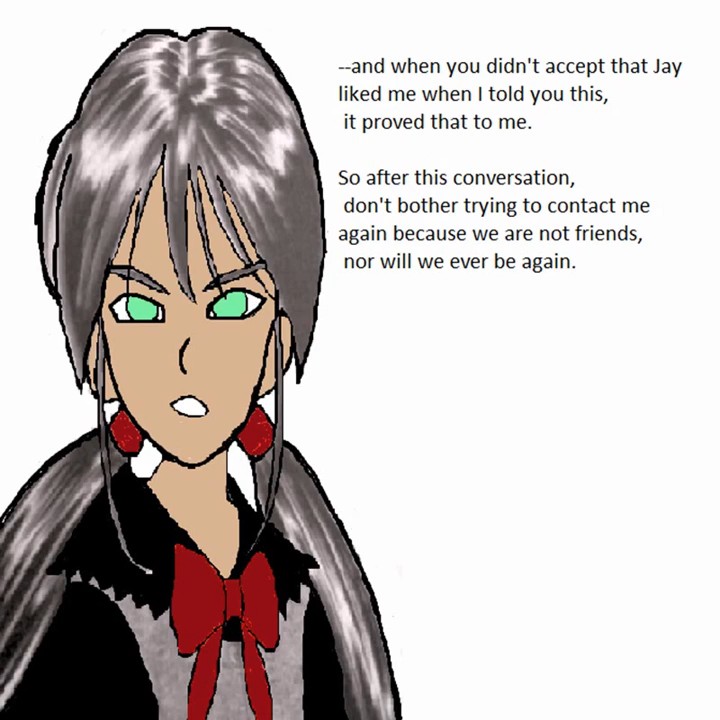 --and when you didn't accept that Jay
liked me when I told you this,
it proved that to me.
So after this conversation,
don't bother trying to contact me
again because we are not friends,
nor will we ever be again.